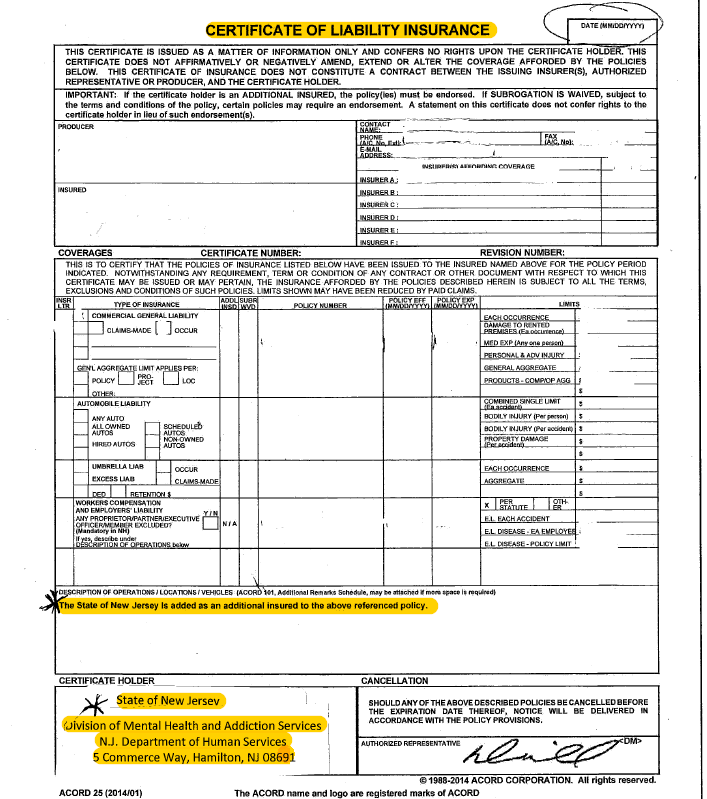 CERTIFICATE OF LIABILITY INSURANCE
DATE (MM/DD/YYYY)
THIS CERTIFICATE IS ISSUED AS A MATTER OF INFORMATION ONLY AND CONFERS NO RIGHTS UPON THE CERTIFICATE HOLDER. THIS
CERTIFICATE DOES NOT AFFIRMATIVELY OR NEGATIVELY AMEND, EXTEND OR ALTER THE COVERAGE AFFORDED BY THE POLICIES
BELOW. THIS CERTIFICATE OF INSURANCE DOES NOT CONSTITUTE A CONTRACT BETWEEN THE ISSUING INSURER(S), AUTHORIZED
REPRESENTATIVE OR PRODUCER, AND THE CERTIFICATE HOLDER.
IMPORTANT: If the certificate holder is an ADDITIONAL INSURED, the policy(ies) must be endorsed. If SUBROGATION IS WAIVED, subject to
the terms and conditions of the policy, certain policies may require an endorsement. A statement on this certificate does not confer rights to the
certificate holder in lieu of such endorsement(s).
PRODUCER
CONTACT
NAME:
PHONE
(A/C, No, Ext):
FAX
(A/C, No):
E-MAIL
ADDRESS:
INSURER(S) AFFORDING COVERAGE
INSURER A :
INSURED
INSURER B :
INSURER C :
INSURER D :
INSURER E :
INSURER F :
COVERAGES CERTIFICATE NUMBER: REVISION NUMBER:
THIS IS TO CERTIFY THAT THE POLICIES OF INSURANCE LISTED BELOW HAVE BEEN ISSUED TO THE INSURED NAMED ABOVE FOR THE POLICY PERIOD
INDICATED. NOTWITHSTANDING ANY REQUIREMENT, TERM OR CONDITION OF ANY CONTRACT OR OTHER DOCUMENT WITH RESPECT TO WHICH THIS
CERTIFICATE MAY BE ISSUED OR MAY PERTAIN, THE INSURANCE AFFORDED BY THE POLICIES DESCRIBED HEREIN IS SUBJECT TO ALL THE TERMS,
EXCLUSIONS AND CONDITIONS OF SUCH POLICIES. LIMITS SHOWN MAY HAVE BEEN REDUCED BY PAID CLAIMS.
INSR LTR TYPE OF INSURANCE ADDL INSD SUBR WVD POLICY NUMBER POLICY EFF (MM/DD/YYYY) POLICY EXP (MM/DD/YYYY) LIMITS
COMMERCIAL GENERAL LIABILITY
CLAIMS-MADE OCCUR
GEN'L AGGREGATE LIMIT APPLIES PER:
POLICY PRO-JECT LOC
OTHER:
EACH OCCURRENCE
DAMAGE TO RENTED
PREMISES (Ea occurrence)
MED EXP (Any one person)
PERSONAL & ADV INJURY
GENERAL AGGREGATE
PRODUCTS - COMP/OP AGG
$
AUTOMOBILE LIABILITY
ANY AUTO
ALL OWNED
AUTOS
SCHEDULED
AUTOS
HIRED AUTOS
NON-OWNED
AUTOS
COMBINED SINGLE LIMIT
(Ea accident) $
BODILY INJURY (Per person) $
BODILY INJURY (Per accident) $
PROPERTY DAMAGE
(Per accident) $
$
UMBRELLA LIAB OCCUR
EXCESS LIAB CLAIMS-MADE
DED RETENTION $
EACH OCCURRENCE $
AGGREGATE $
$
WORKERS COMPENSATION
AND EMPLOYERS' LIABILITY
Y / N
ANY PROPRIETOR/PARTNER/EXECUTIVE
OFFICER/MEMBER EXCLUDED?
N / A
(Mandatory in NH)
If yes, describe under
DESCRIPTION OF OPERATIONS below
X PER STATUTE OTH-ER
E.L. EACH ACCIDENT
E.L. DISEASE - EA EMPLOYEE
E.L. DISEASE - POLICY LIMIT
DESCRIPTION OF OPERATIONS / LOCATIONS / VEHICLES (ACORD 101, Additional Remarks Schedule, may be attached if more space is required)
The State of New Jersey is added as an additional insured to the above referenced policy.
CERTIFICATE HOLDER
State of New Jersey
Division of Mental Health and Addiction Services
N.J. Department of Human Services
5 Commerce Way, Hamilton, NJ 08691
CANCELLATION
SHOULD ANY OF THE ABOVE DESCRIBED POLICIES BE CANCELLED BEFORE
THE EXPIRATION DATE THEREOF, NOTICE WILL BE DELIVERED IN
ACCORDANCE WITH THE POLICY PROVISIONS.
AUTHORIZED REPRESENTATIVE
<DM>
© 1988-2014 ACORD CORPORATION. All rights reserved.
ACORD 25 (2014/01) The ACORD name and logo are registered marks of ACORD